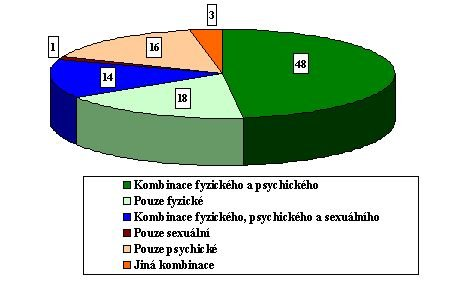 3
1
16
48
14
18
Kombinace fyzického a psychického
Pouze fyzické
Kombinace fyzického, psychického a sexuálního
Pouze sexuální
Pouze psychické
Jiná kombinace